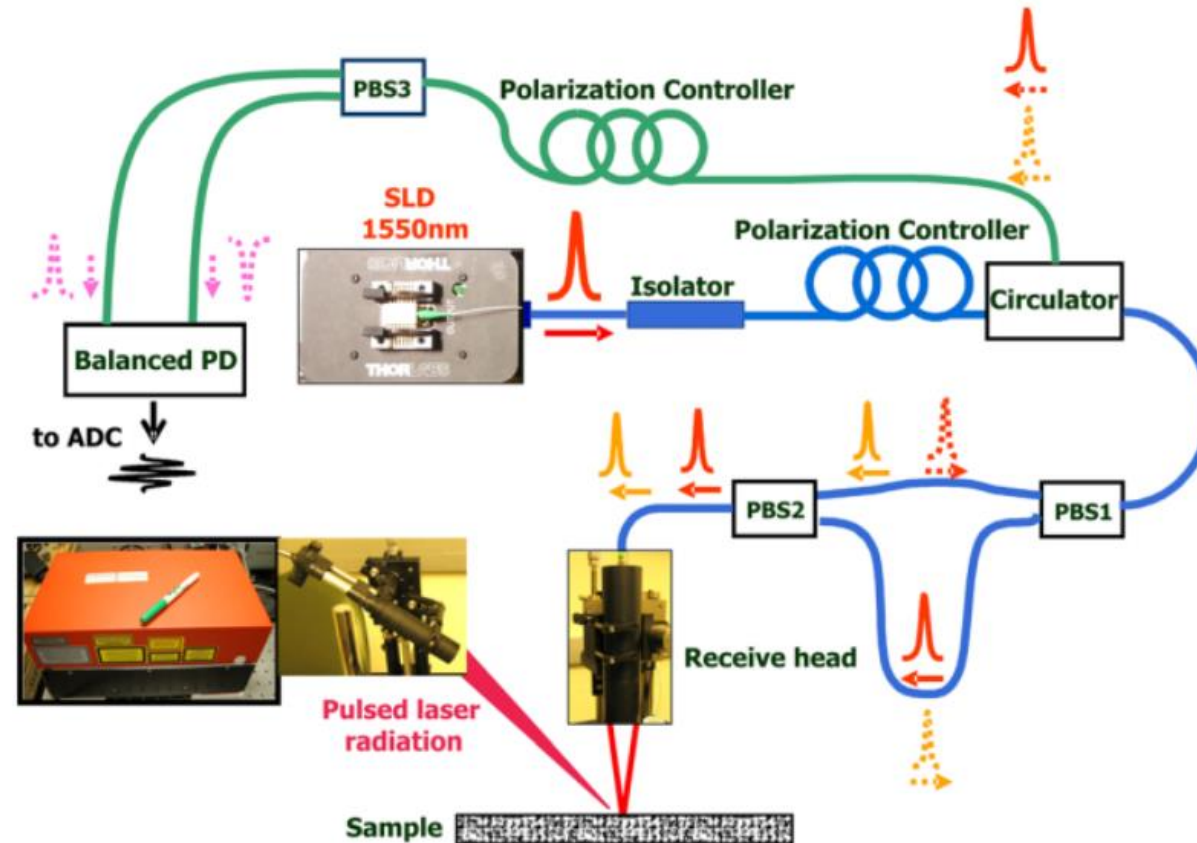 PBS3
Polarization Controller
SLD
1550nm
Polarization Controller
Isolator
Circulator
Balanced PD
to ADC
THORLABS
PBS2
PBS1
Receive head
Pulsed laser
radiation
Sample